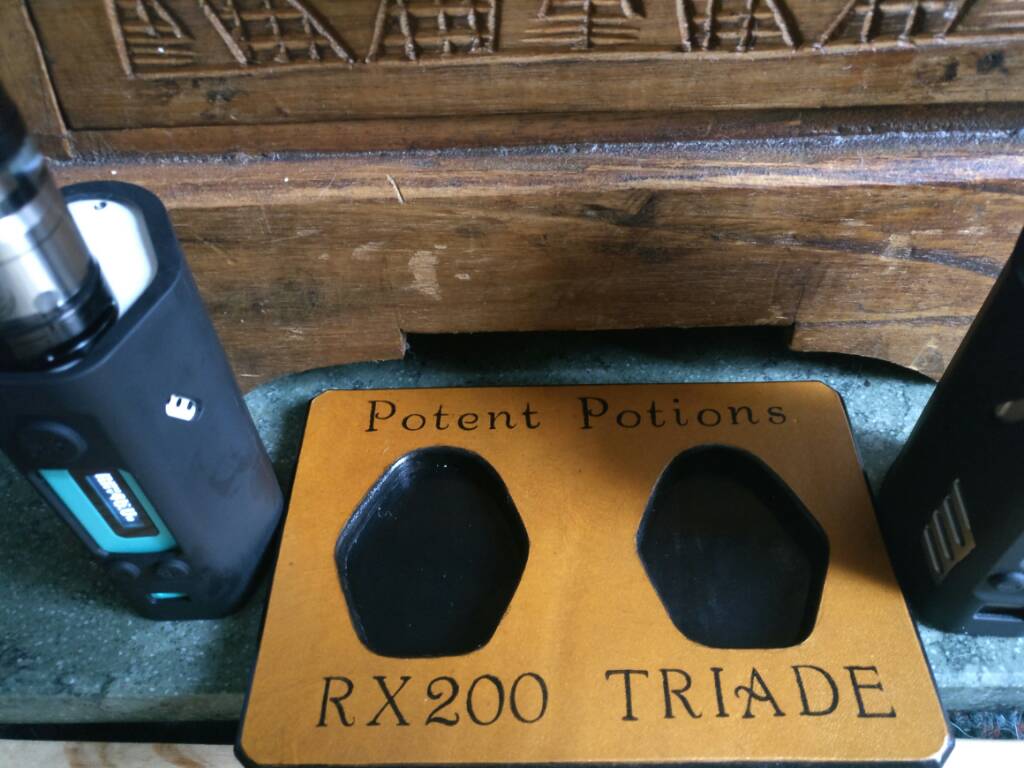 Potent Potions
RX200 TRIADE